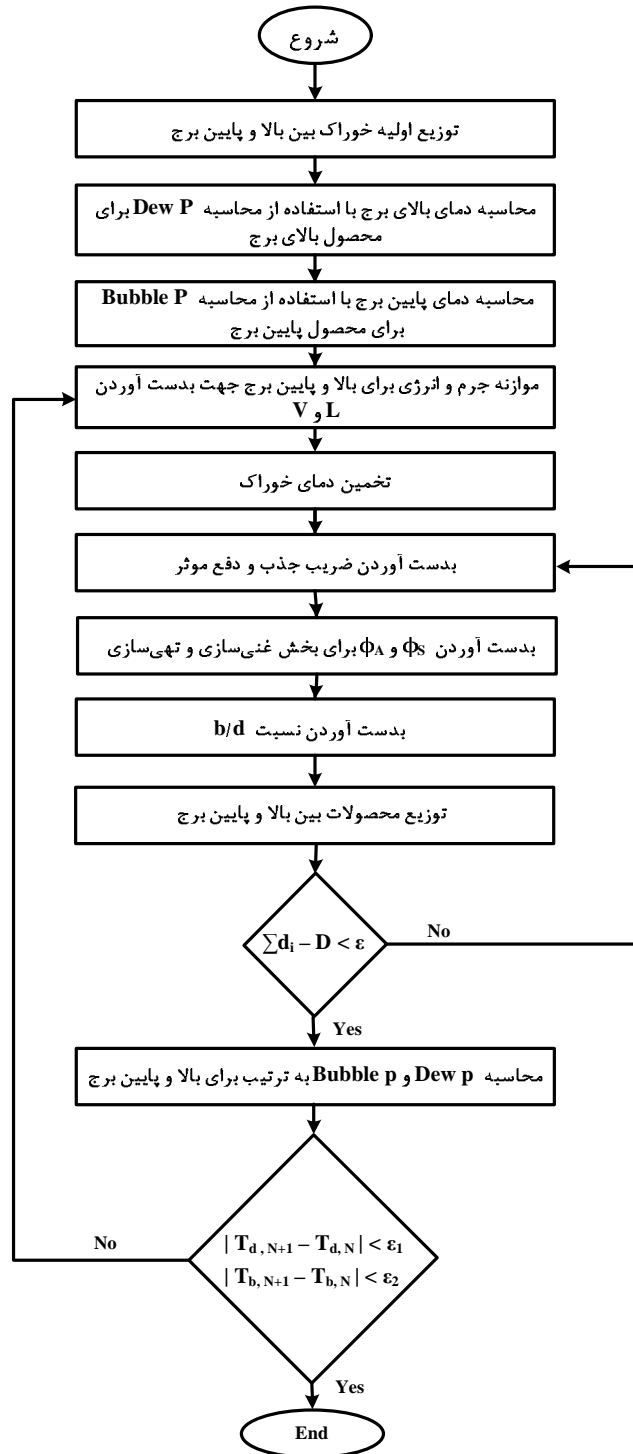 شروع
توزیع اولیه خوراک بین بالا و پایین برج
محاسبه دمای بالای برج با استفاده از محاسبه Dew P برای
محصول بالای برج
محاسبه دمای پایین برج با استفاده از محاسبه Bubble P
برای محصول پایین برج
موازنه جرم و انرژی برای بالا و پایین برج جهت بدست آوردن
V و L
تخمین دمای خوراک
بدست آوردن ضریب جذب و دفع موثر
بدست آوردن ϕS و ϕA برای بخش غنی‌سازی و تهی‌سازی
بدست آوردن نسبت b/d
توزیع محصولات بین بالا و پایین برج
∑di – D < ε
No
Yes
محاسبه Dew p و Bubble p به ترتیب برای بالا و پایین برج
No
| Td , N+1 – Td, N | < ε1
| Tb, N+1 – Tb, N | < ε2
Yes
End